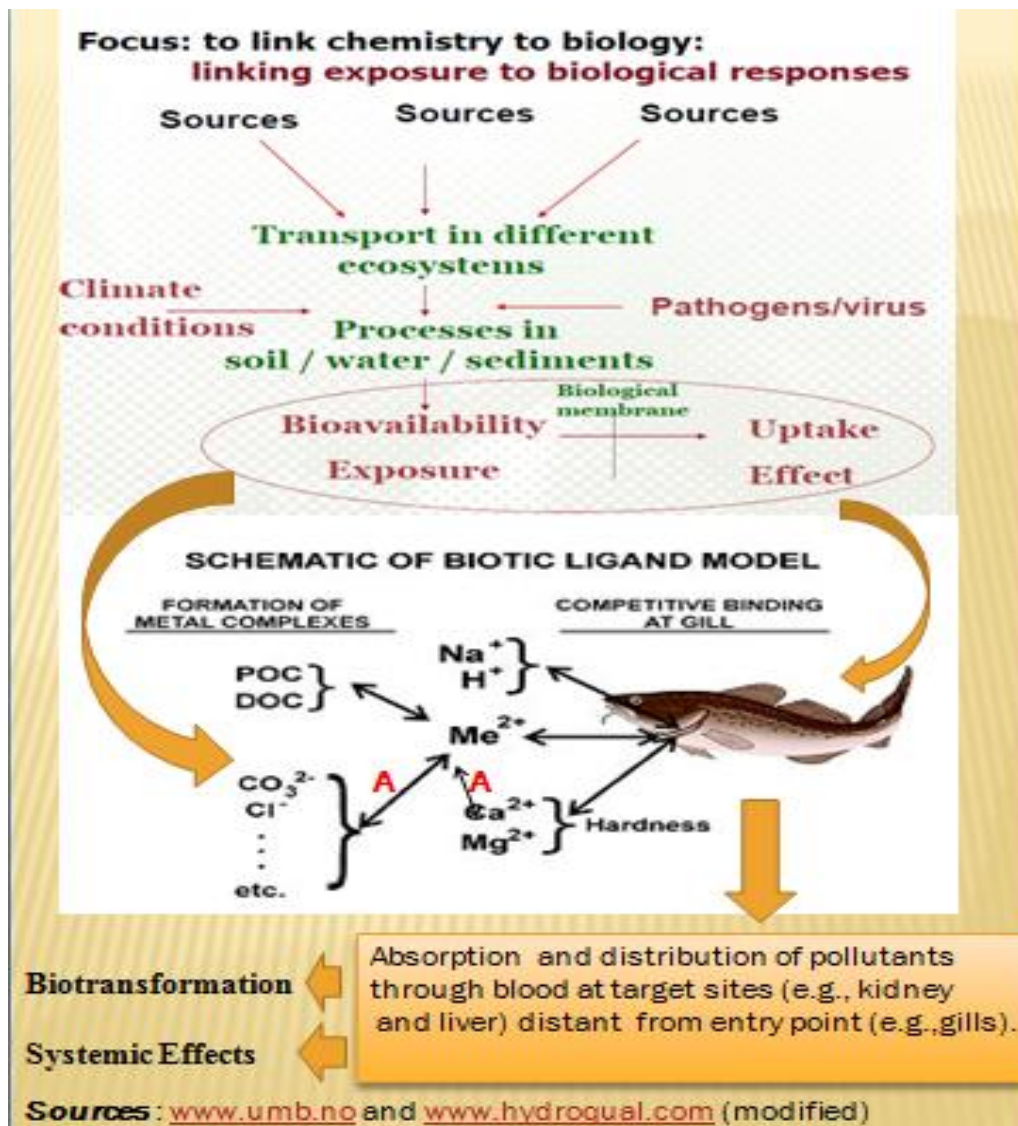 Focus: to link chemistry to biology:
linking exposure to biological responses
Sources Sources Sources
Transport in different
ecosystems
Climate
conditions
Pathogens/virus
Processes in
soil / water / sediments
Biological
membrane
Bioavailability
Uptake
Exposure
Effect
SCHEMATIC OF BIOTIC LIGAND MODEL
FORMATION OF
METAL COMPLEXES
COMPETITIVE BINDING
AT GILL
POC
DOC
Na+
H+
Me2+
CO32-
Cl-
.
.
.
etc.
A
A
Ca2+
Mg2+
Hardness
Absorption and distribution of pollutants
through blood at target sites (e.g., kidney
and liver) distant from entry point (e.g.,gills).
Biotransformation
Systemic Effects
Sources: www.umb.no and www.hydroqual.com (modified)